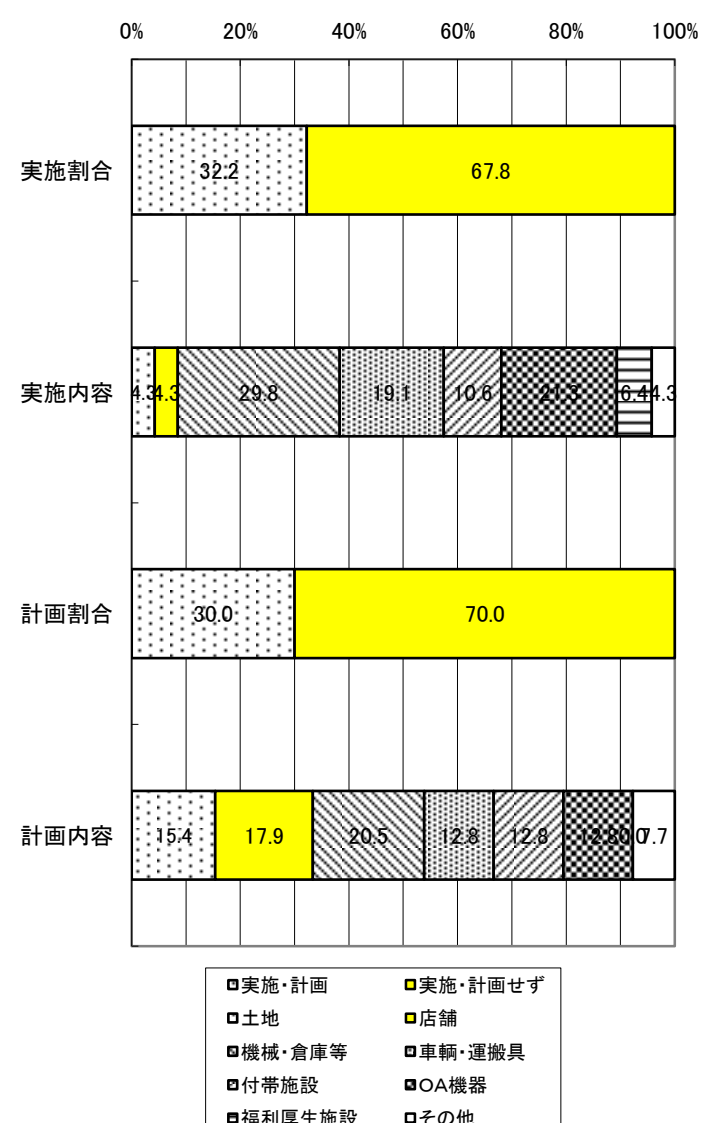 0% 20% 40% 60% 80% 100%
実施割合 32.2 67.8
実施内容 4.3 4.3 29.8 19.1 10.6 21.3 6.4 4.3
計画割合 30.0 70.0
計画内容 15.4 17.9 20.5 12.8 12.8 12.8 0.0 7.7
実施・計画 実施・計画せず
土地 店舗
機械・倉庫等 車輌・運搬具
付帯施設 OA機器
福利厚生施設 その他